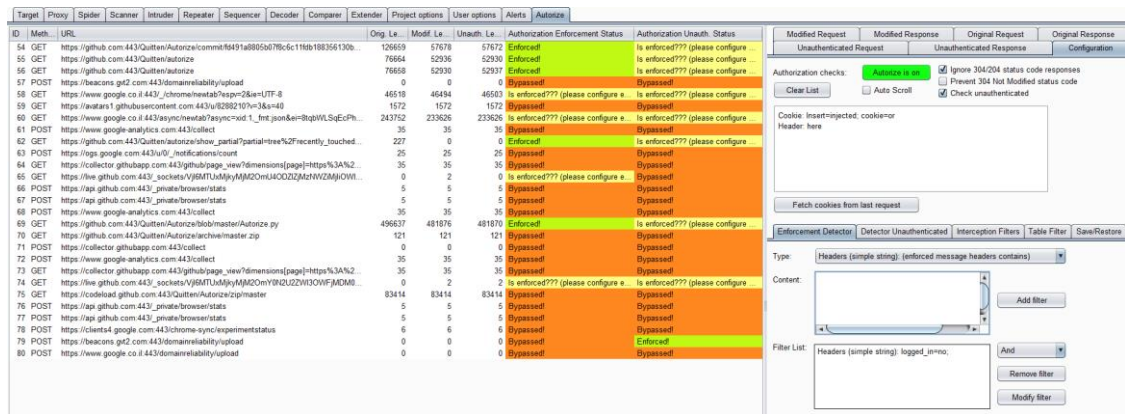 Target Proxy Spider Scanner Intruder Repeater Sequencer Decoder Comparer Extender Project options User options Alerts Autorize
ID Meth... URL Orig. Le... Modif. Le... Unauth. Le... Authorization Enforcement Status Authorization Unauth. Status
54 GET https://github.com:443/Quitten/Autorize/commit/fd491a8805b07f8c6c11fdb188356130b... 126659 57678 57672 Enforced! Is enforced??? (please configure ...
55 GET https://github.com:443/Quitten/autorize 76664 52936 52930 Enforced! Is enforced??? (please configure ...
56 GET https://github.com:443/Quitten/autorize 76658 52930 52937 Enforced! Is enforced??? (please configure ...
57 POST https://beacons.gvt2.com:443/domainreliability/upload 0 0 0 Bypassed! Bypassed!
58 GET https://www.google.co.il:443/_/chrome/newtab?espv=2&ie=UTF-8 46518 46494 46503 Is enforced??? (please configure e... Is enforced??? (please configure ...
59 GET https://avatars1.githubusercontent.com:443/u/8288210?v=3&s=40 1572 1572 1572 Bypassed! Bypassed!
60 GET https://www.google.co.il:443/async/newtab?async=xid:1,_fmt:json&ei=8tqbWLSqEcPh... 243752 233626 233626 Is enforced??? (please configure e... Is enforced??? (please configure ...
61 POST https://www.google-analytics.com:443/collect 35 35 35 Bypassed! Bypassed!
62 GET https://github.com:443/Quitten/autorize/show_partial?partial=tree%2Frecently_touched... 227 0 0 Enforced! Is enforced??? (please configure ...
63 POST https://ogs.google.com:443/u/0/_/notifications/count 25 25 25 Bypassed! Bypassed!
64 GET https://collector.githubapp.com:443/github/page_view?dimensions[page]=https%3A%2... 35 35 35 Bypassed! Bypassed!
65 GET 0 2 0 Is enforced??? (please configure e... Bypassed!
66 POST https://api.github.com:443/_private/browser/stats 5 5 5 Bypassed! Bypassed!
67 POST https://api.github.com:443/_private/browser/stats 5 5 5 Bypassed! Bypassed!
68 POST https://www.google-analytics.com:443/collect 35 35 35 Bypassed! Bypassed!
69 GET https://github.com:443/Quitten/Autorize/blob/master/Autorize.py 496637 481876 481870 Enforced! Is enforced??? (please configure ...
70 GET https://github.com:443/Quitten/Autorize/archive/master.zip 121 121 121 Bypassed! Bypassed!
71 POST https://collector.githubapp.com:443/collect 0 0 0 Bypassed! Bypassed!
72 POST https://www.google-analytics.com:443/collect 35 35 35 Bypassed! Bypassed!
73 GET https://collector.githubapp.com:443/github/page_view?dimensions[page]=https%3A%2... 35 35 35 Bypassed! Bypassed!
74 GET 0 2 2 Is enforced??? (please configure e... Is enforced??? (please configure ...
75 GET https://codeload.github.com:443/Quitten/Autorize/zip/master 83414 83414 83414 Bypassed! Bypassed!
76 POST https://api.github.com:443/_private/browser/stats 5 5 5 Bypassed! Bypassed!
77 POST https://api.github.com:443/_private/browser/stats 5 5 5 Bypassed! Bypassed!
78 POST https://clients4.google.com:443/chrome-sync/experimentstatus 6 6 6 Bypassed! Bypassed!
79 POST https://beacons.gvt2.com:443/domainreliability/upload 0 0 0 Bypassed! Enforced!
80 POST https://www.google.co.il:443/domainreliability/upload 0 0 0 Bypassed! Bypassed!
Modified Request Modified Response Original Request Original Response
Unauthenticated Request Unauthenticated Response Configuration
Authorization checks: Autorize is on Ignore 304/204 status code responses
Prevent 304 Not Modified status code
Clear List Auto Scroll Check unauthenticated
Cookie: Insert=injected; cookie=or
Header: here
Fetch cookies from last request
Enforcement Detector Detector Unauthenticated Interception Filters Table Filter Save/Restore
Type: Headers (simple string): (enforced message headers contains)
Content:
Add filter
Filter List: Headers (simple string): logged_in=no; And
Remove filter
Modify filter